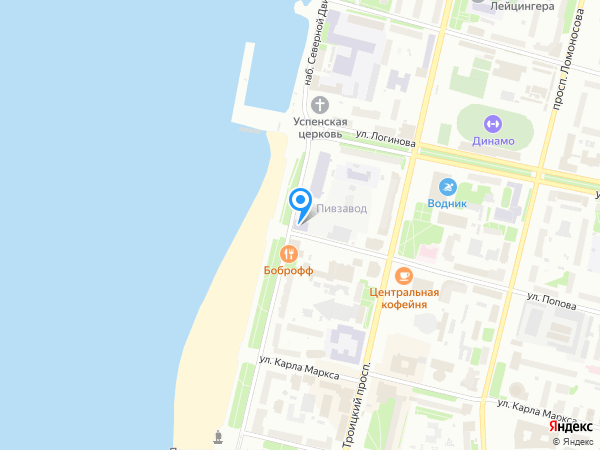 Лейцингера
наб. Северной Дви
просп. Ломоносова
Успенская
церковь
ул. Логинова
Динамо
Водник
Пивзавод
Боброфф
Центральная
кофейня
ул. Попова
ул. Карла Маркса
Троицкий просп.
ул. Карла Маркса
Яндекс
© Яндекс